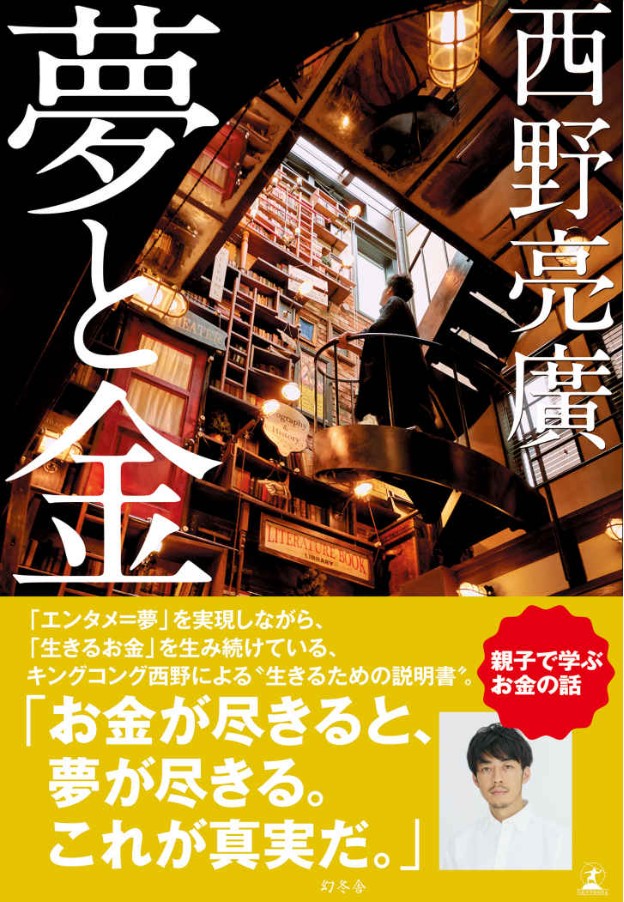 夢と金
西野亮廣
THEATER
Biography
&
History
LITERATURE BOOK
LIBRARY
「エンタメ＝夢」を実現しながら、
「生きるお金」を生み続けている、
キングコング西野による〝生きるための説明書〟。
親子で学ぶ
お金の話
「お金が尽きると、
夢が尽きる。
これが真実だ。」
幻冬舎